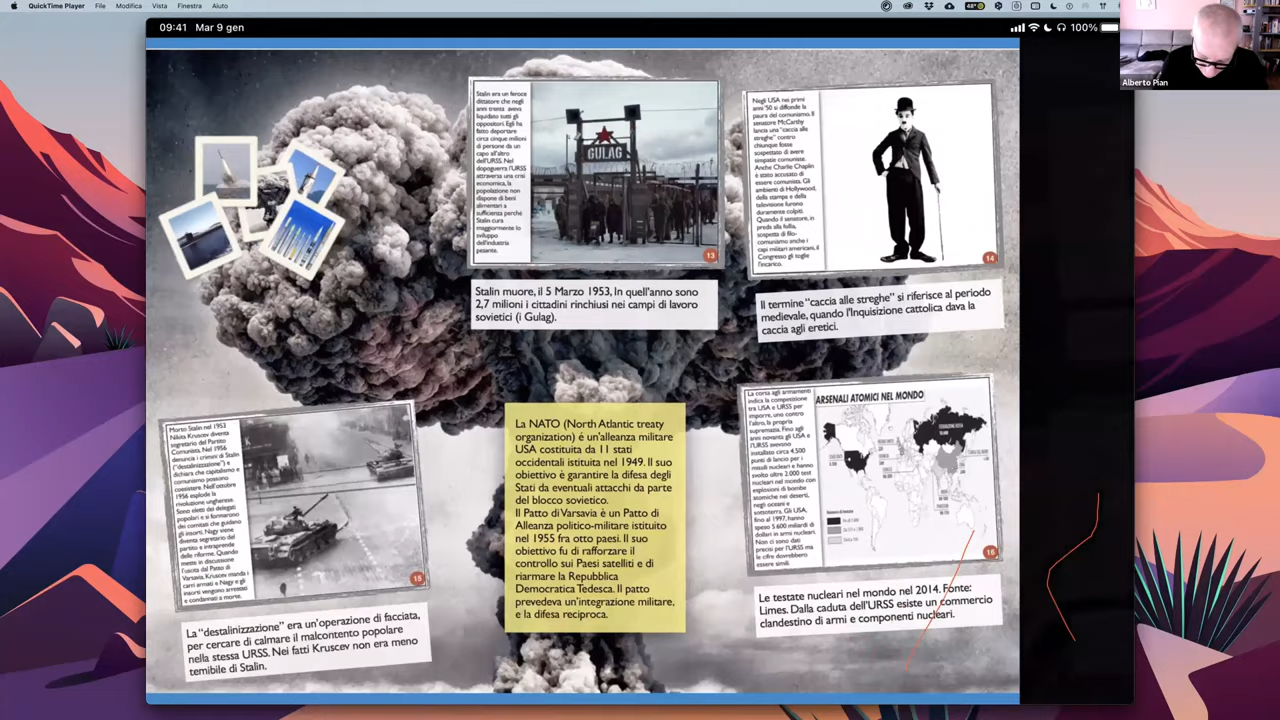 QuickTime Player File Modifica Vista Finestra Aiuto
48°
09:41 Mar 9 gen
100%
Alberto Pian
Stalin era un feroce
dittatore che negli
anni trenta aveva
liquidato tutti gli
oppositori. Egli ha
fatto deportare
circa cinque milioni
di persone da un
capo all'altro
dell'URSS. Nel
dopoguerra l'URSS
attraversa una crisi
economica, la
popolazione non
dispone di beni
alimentari a
sufficienza perché
Stalin cura
maggiormente lo
sviluppo
dell'industria
pesante.
GULAG
13
Stalin muore, il 5 Marzo 1953, In quell'anno sono
2,7 milioni i cittadini rinchiusi nei campi di lavoro
sovietici (i Gulag).
Negli USA nei primi
anni '50 si diffonde la
paura del comunismo. Il
senatore McCarthy
lancia una "caccia alle
streghe" contro
chiunque fosse
sospettato di avere
simpatie comuniste.
Anche Charlie Chaplin
è stato accusato di
essere comunista. Gli
ambienti di Hollywood,
della stampa e della
televisione furono
duramente colpiti.
Quando il senatore, in
preda alla follia,
sospetta di filo-
comunismo anche i
capi militari americani, il
Congresso gli toglie
l'incarico.
14
Il termine "caccia alle streghe" si riferisce al periodo
medievale, quando l'Inquisizione cattolica dava la
caccia agli eretici.
Morto Stalin nel 1953
Nikita Kruscev diventa
segretario del Partito
Comunista. Nel 1956
denuncia i crimini di Stalin
("destalinizzazione") e
dichiara che capitalismo e
comunismo possono
coesistere. Nell'ottobre
1956 esplode la
rivoluzione ungherese.
Sono eletti dei delegati
popolari e si formarono
dei comitati che guidano
gli insorti. Nagy viene
diventa segretario del
partito e intraprende
delle riforme. Quando
mette in discussione
l'uscita dal Patto di
Varsavia, Kruscev manda i
carri armati e Nagy e gli
insorti vengono arrestati
e condannati a morte.
15
La "destalinizzazione" era un'operazione di facciata,
per cercare di calmare il malcontento popolare
nella stessa URSS. Nei fatti Kruscev non era meno
temibile di Stalin.
La NATO (North Atlantic treaty
organization) é un'alleanza militare
USA costituita da 11 stati
occidentali istituita nel 1949. Il suo
obiettivo è garantire la difesa degli
Stati da eventuali attacchi da parte
del blocco sovietico.
Il Patto di Varsavia è un Patto di
Alleanza politico-militare istituito
nel 1955 fra otto paesi. Il suo
obiettivo fu di rafforzare il
controllo sui Paesi satelliti e di
riarmare la Repubblica
Democratica Tedesca. Il patto
prevedeva un'integrazione militare,
e la difesa reciproca.
La corsa agli armamenti
indica la competizione
tra USA e URSS per
imporre, uno contro
l'altro, la propria
supremazia. Fino agli
anni novanta gli USA e
l'URSS avevano
installato circa 4.500
punti di lancio per i
missili nucleari e hanno
svolto oltre 2.000 test
nucleari nel mondo con
esplosioni di bombe
atomiche nei deserti,
negli oceani e
sottoterra. Gli USA,
fino al 1997, hanno
speso 5.600 miliardi di
dollari in armi nucleari.
Non ci sono dati
precisi per l'URSS ma
le cifre dovrebbero
essere simili.
ARSENALI ATOMICI NEL MONDO
16
Le testate nucleari nel mondo nel 2014. Fonte:
Limes. Dalla caduta dell'URSS esiste un commercio
clandestino di armi e componenti nucleari.